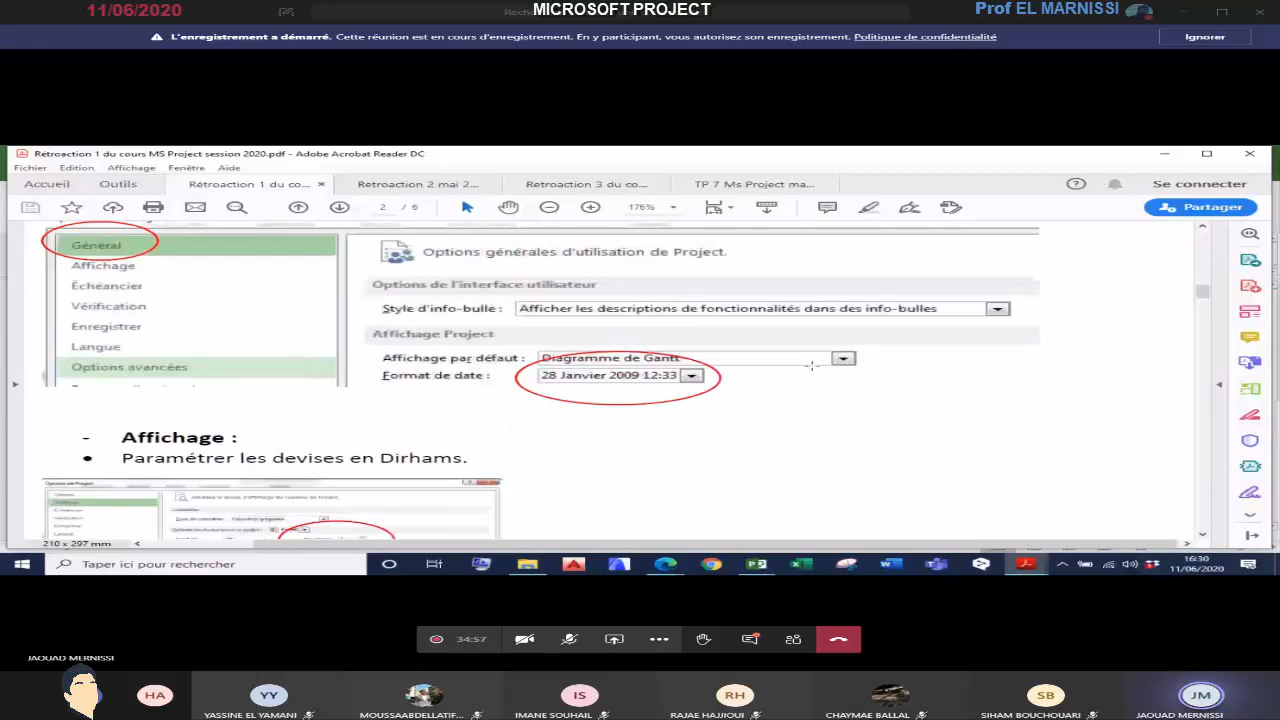 11/06/2020
Reche
MICROSOFT PROJECT
Prof EL MARNISSI
L'enregistrement a démarré. Cette réunion est en cours d'enregistrement. En y participant, vous autorisez son enregistrement. Politique de confidentialité
Ignorer
Rétroaction 1 du cours MS Project session 2020.pdf - Adobe Acrobat Reader DC
Fichier Edition Affichage Fenêtre Aide
Accueil Outils Rétroaction 1 du co... × Retroaction 2 mai 2... Retroaction 3 du co... TP 7 Ms Project ma... Se connecter
2 / 6 176% Partager
Général
Affichage
Échéancier
Vérification
Enregistrer
Langue
Options avancées
Options générales d'utilisation de Project.
Options de l'interface utilisateur
Style d'info-bulle : Afficher les descriptions de fonctionnalités dans des info-bulles
Affichage Project
Affichage par défaut : Diagramme de Gantt
Format de date : 28 Janvier 2009 12:33
- Affichage :
• Paramétrer les devises en Dirhams.
Options de Project
210 x 297 mm
Taper ici pour rechercher
16:30
11/06/2020
34:57
JAOUAD MERNISSI
HA
YY
IS
RH
SB
JM
YASSINE EL YAMANI
MOUSSAABDELLATIF...
IMANE SOUHAIL
RAJAE HAJJIOUI
CHAYMAE BALLAL
SIHAM BOUCHOUARI
JAOUAD MERNISSI